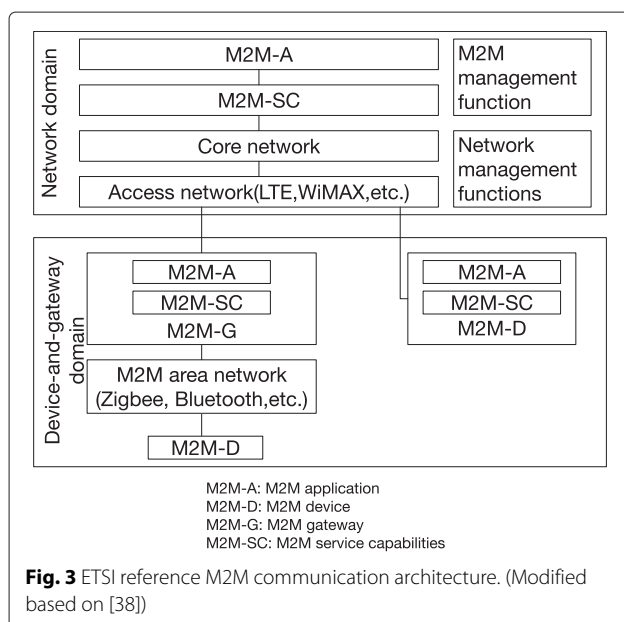 Network domain
M2M-A
M2M-SC
Core network
Access network(LTE,WiMAX,etc.)
M2M
management
function
Network
management
functions
Device-and-gateway
domain
M2M-A
M2M-SC
M2M-G
M2M area network
(Zigbee, Bluetooth,etc.)
M2M-D
M2M-A
M2M-SC
M2M-D
M2M-A: M2M application
M2M-D: M2M device
M2M-G: M2M gateway
M2M-SC: M2M service capabilities
Fig. 3 ETSI reference M2M communication architecture. (Modified
based on [38])